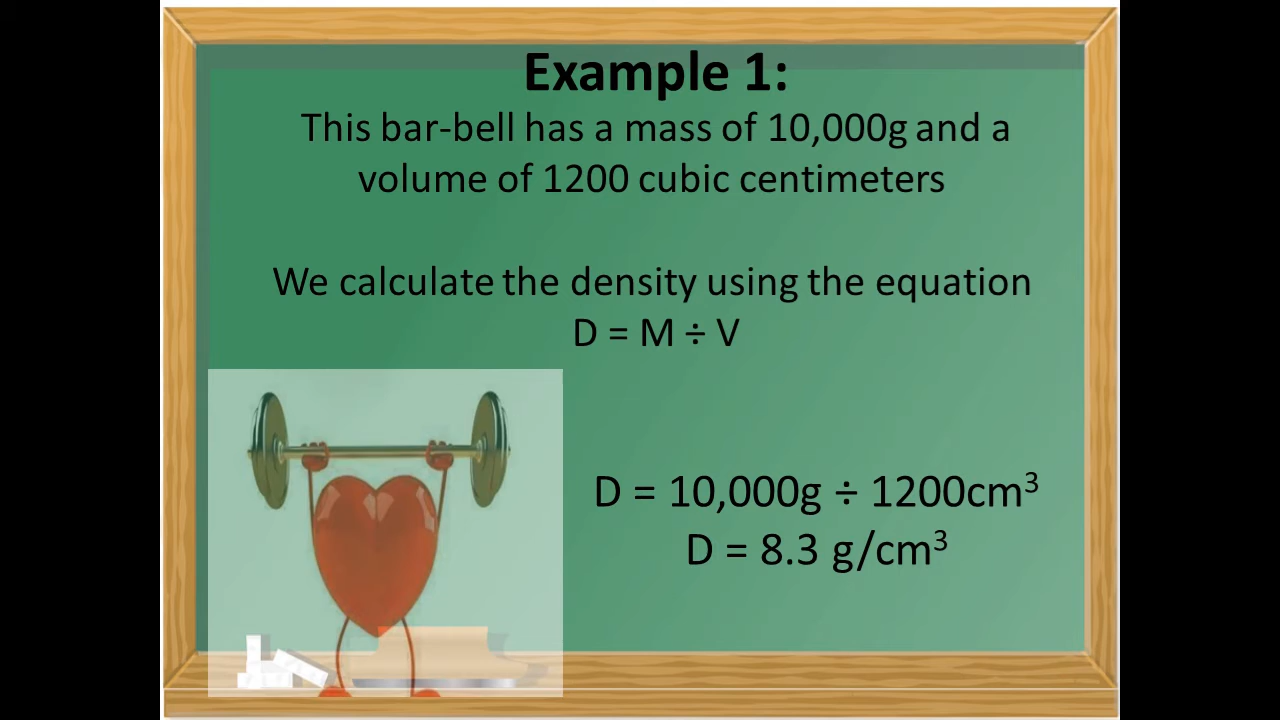 Example 1:
This bar-bell has a mass of 10,000g and a
volume of 1200 cubic centimeters
We calculate the density using the equation
D = M ÷ V
D = 10,000g ÷ 1200cm³
D = 8.3 g/cm³